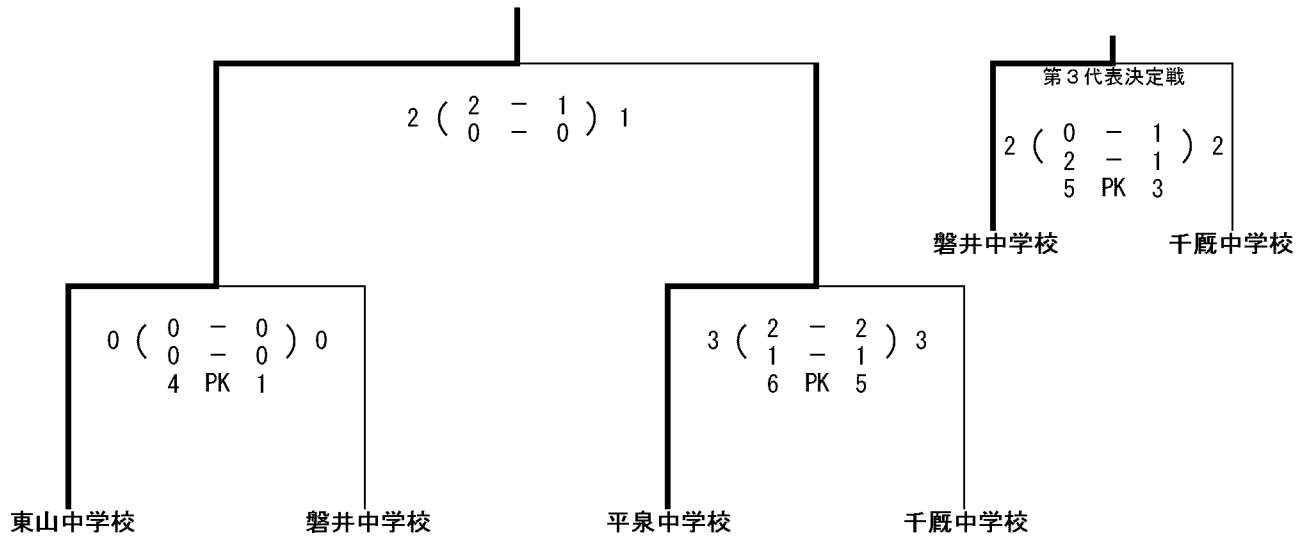 2 ( 2 － 1 ) 1
0 － 0
第３代表決定戦
2 ( 0 － 1 ) 2
2 － 1
5 PK 3
磐井中学校 千厩中学校
0 ( 0 － 0 ) 0
0 － 0
4 PK 1
3 ( 2 － 2 ) 3
1 － 1
6 PK 5
東山中学校 磐井中学校 平泉中学校 千厩中学校